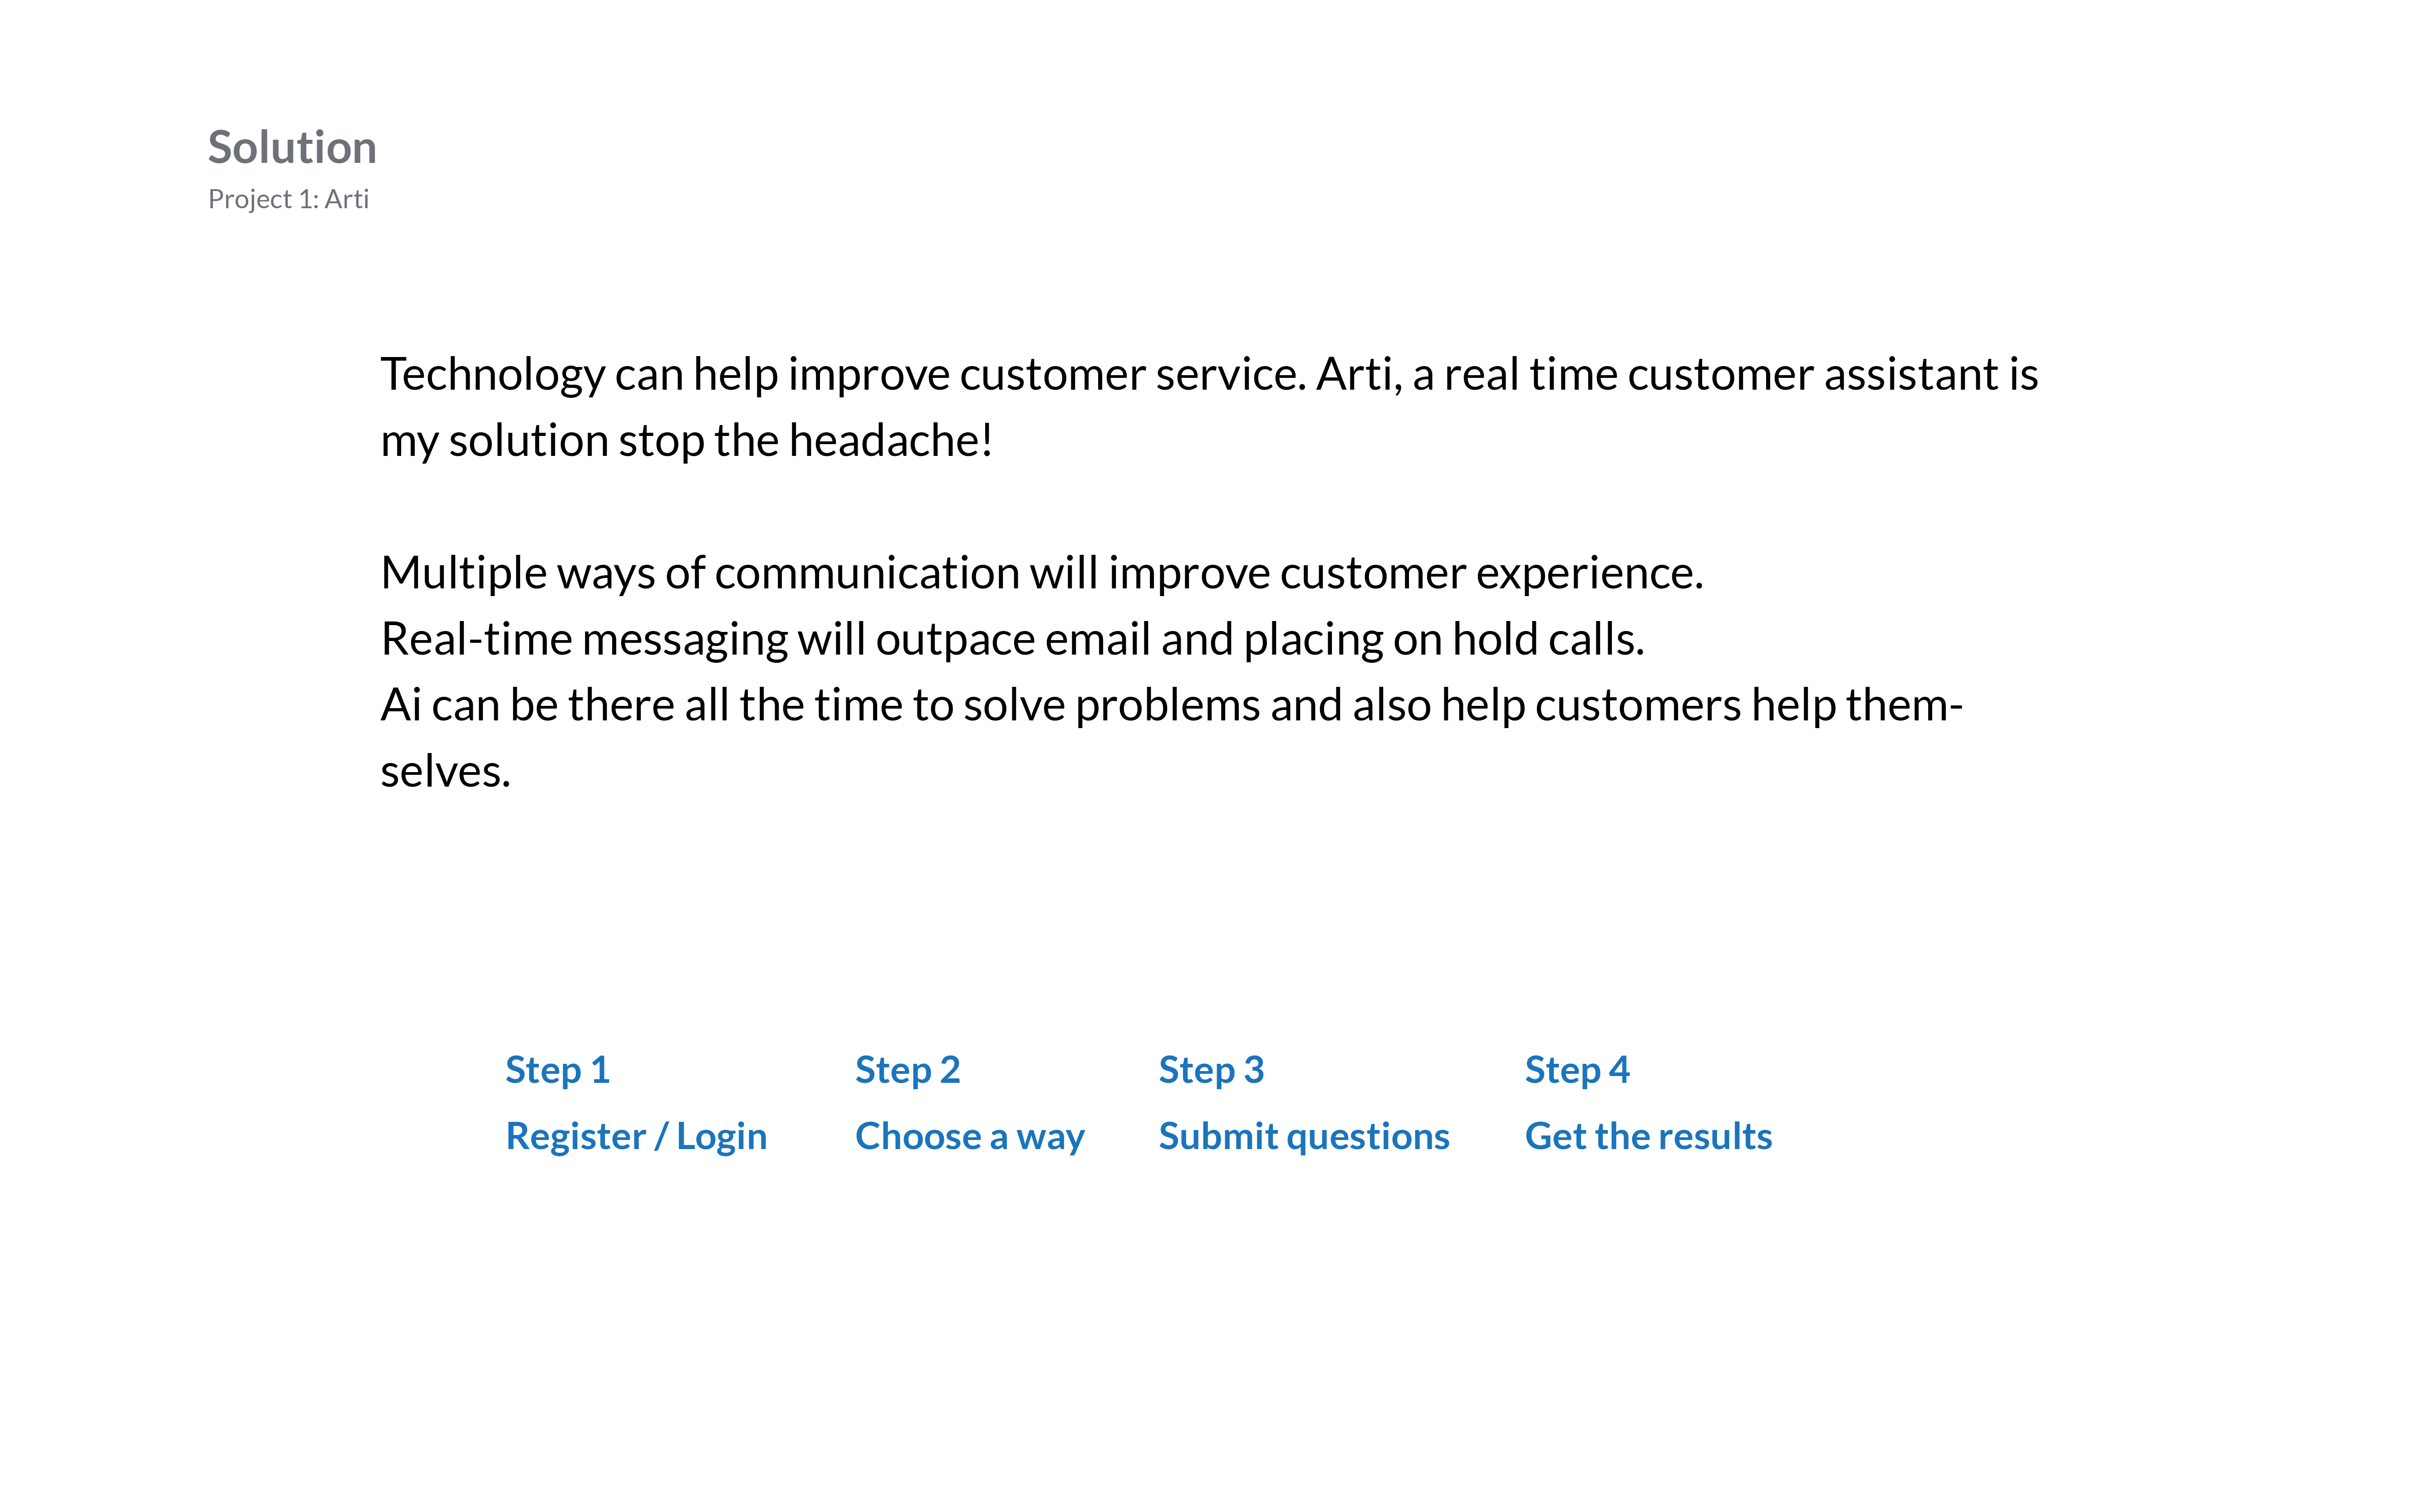 Solution
Project 1: Arti
Technology can help improve customer service. Arti, a real time customer assistant is
my solution stop the headache!
Multiple ways of communication will improve customer experience.
Real-time messaging will outpace email and placing on hold calls.
Ai can be there all the time to solve problems and also help customers help them-
selves.
Step 1
Register / Login
Step 2
Choose a way
Step 3
Submit questions
Step 4
Get the results